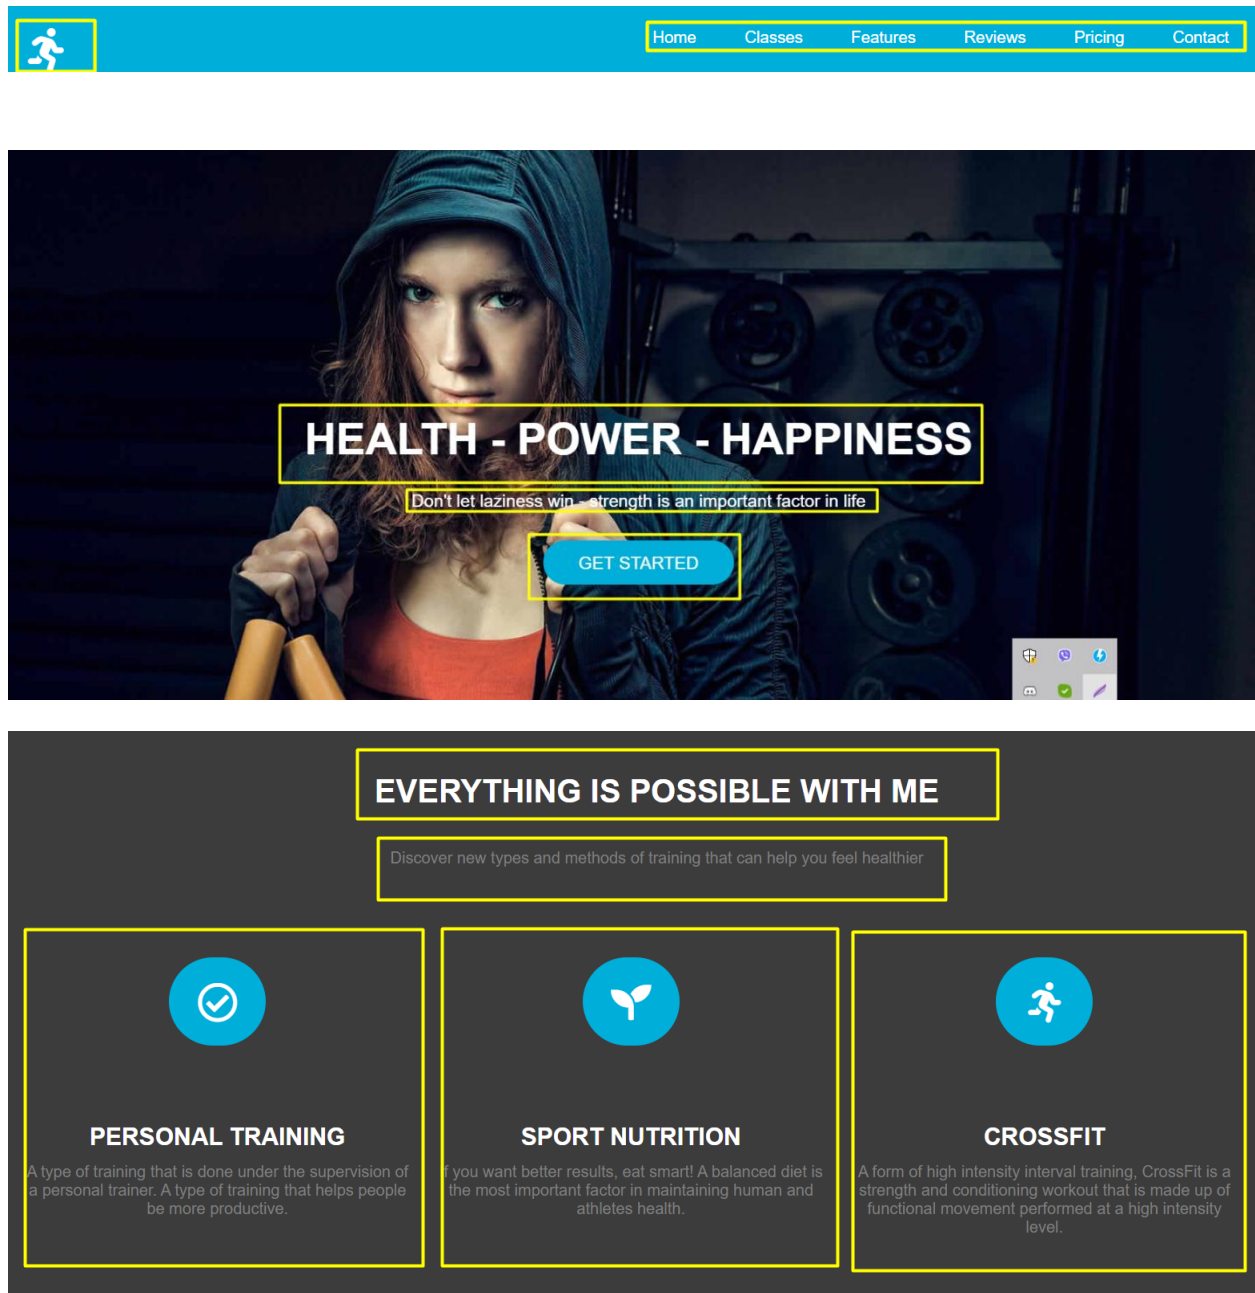 Home Classes Features Reviews Pricing Contact
HEALTH - POWER - HAPPINESS
Don't let laziness win - strength is an important factor in life
GET STARTED
EVERYTHING IS POSSIBLE WITH ME
Discover new types and methods of training that can help you feel healthier
PERSONAL TRAINING
A type of training that is done under the supervision of
a personal trainer. A type of training that helps people
be more productive.
SPORT NUTRITION
If you want better results, eat smart! A balanced diet is
the most important factor in maintaining human and
athletes health.
CROSSFIT
A form of high intensity interval training, CrossFit is a
strength and conditioning workout that is made up of
functional movement performed at a high intensity
level.